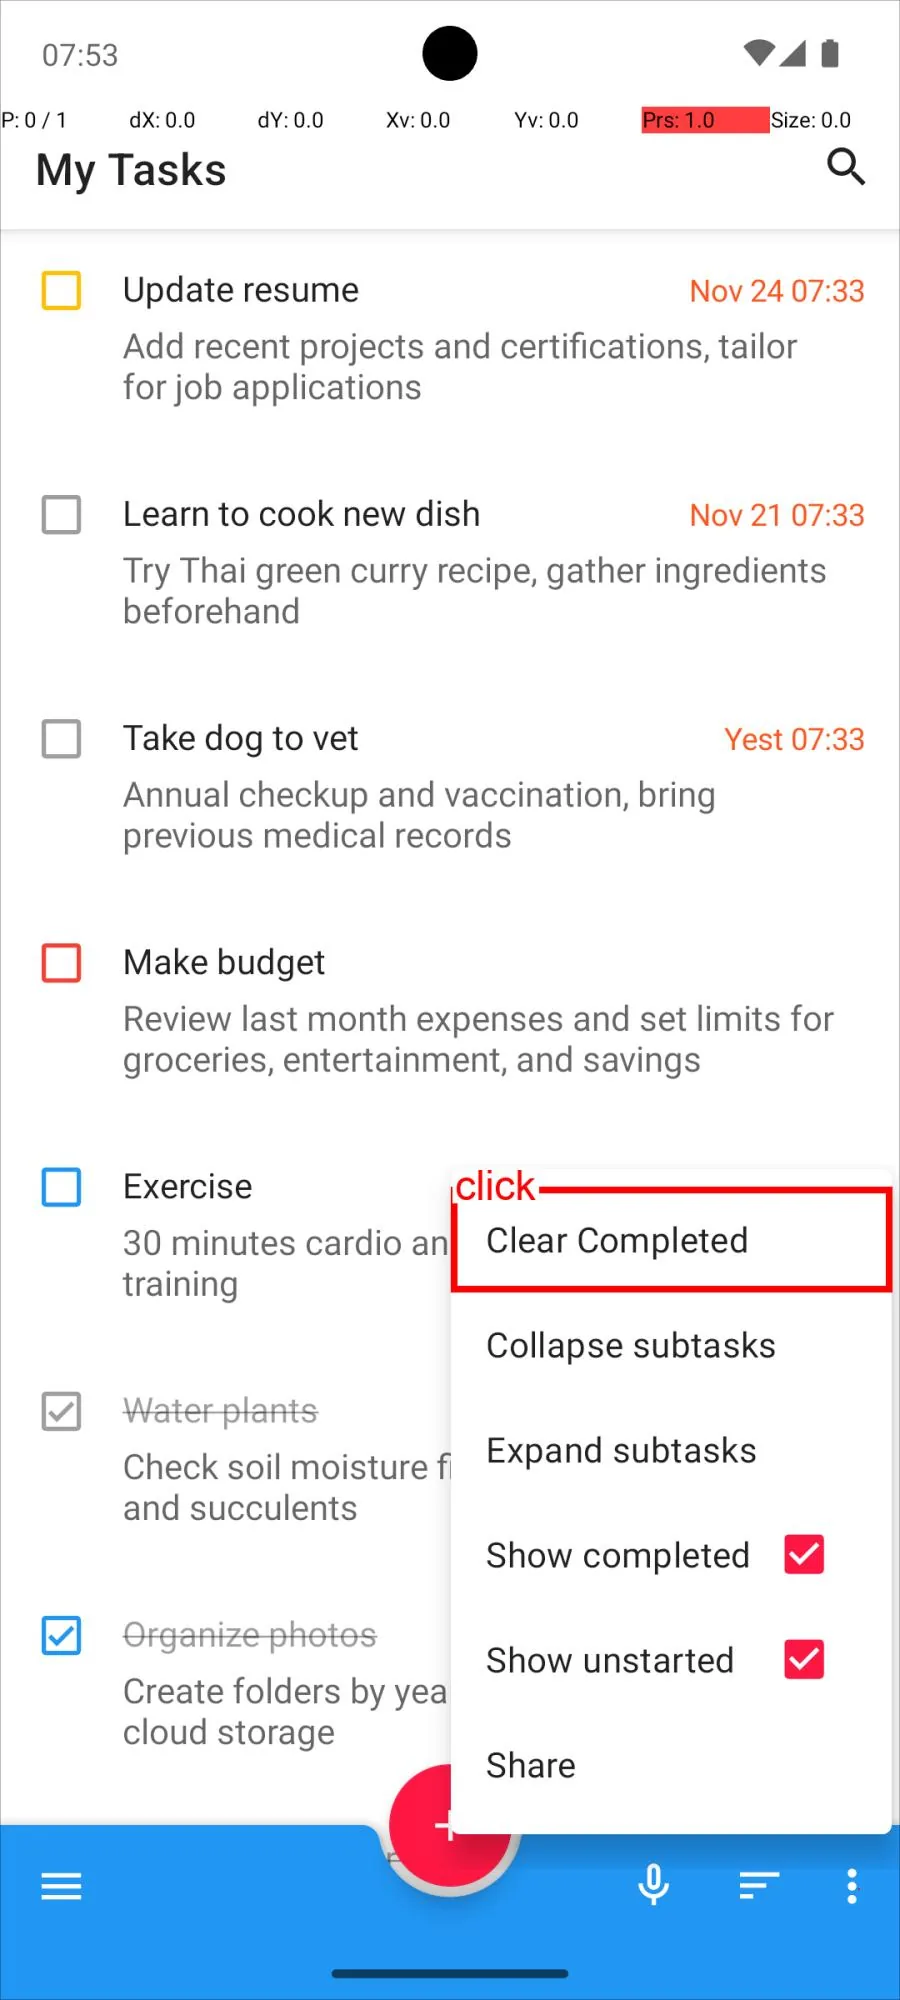 07:53
P: 0 / 1 dX: 0.0 dY: 0.0 Xv: 0.0 Yv: 0.0 Prs: 1.0 Size: 0.0
My Tasks
Update resume Nov 24 07:33
Add recent projects and certifications, tailor
for job applications
Learn to cook new dish Nov 21 07:33
Try Thai green curry recipe, gather ingredients
beforehand
Take dog to vet Yest 07:33
Annual checkup and vaccination, bring
previous medical records
Make budget
Review last month expenses and set limits for
groceries, entertainment, and savings
Exercise
30 minutes cardio an
training
Water plants
Check soil moisture fi
and succulents
Organize photos
Create folders by yea
cloud storage
click
Clear Completed
Collapse subtasks
Expand subtasks
Show completed
Show unstarted
Share